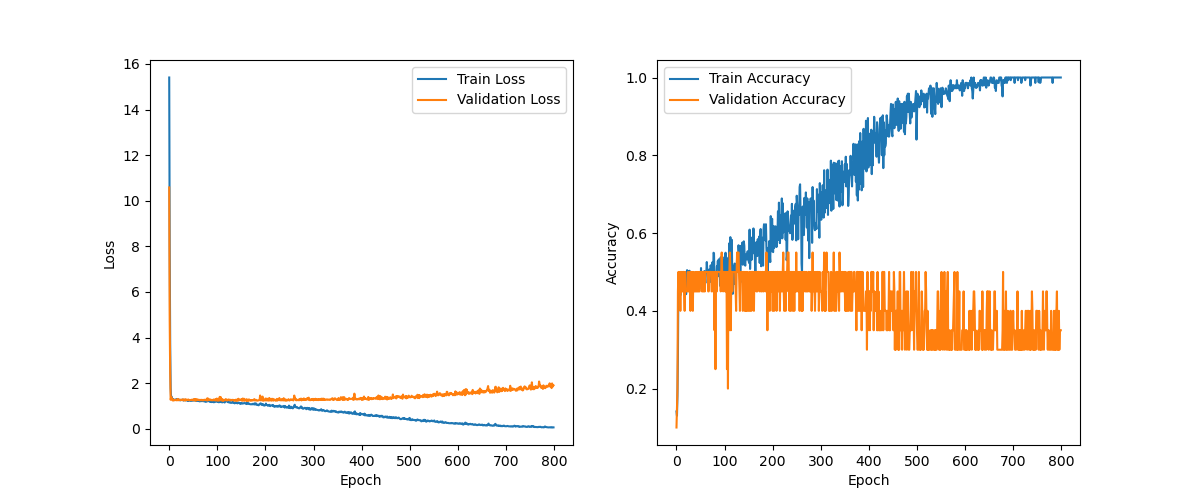 Train Loss
Validation Loss
16
14
12
10
8
6
4
2
0
Loss
0 100 200 300 400 500 600 700 800
Epoch
Train Accuracy
Validation Accuracy
1.0
0.8
0.6
0.4
0.2
Accuracy
0 100 200 300 400 500 600 700 800
Epoch